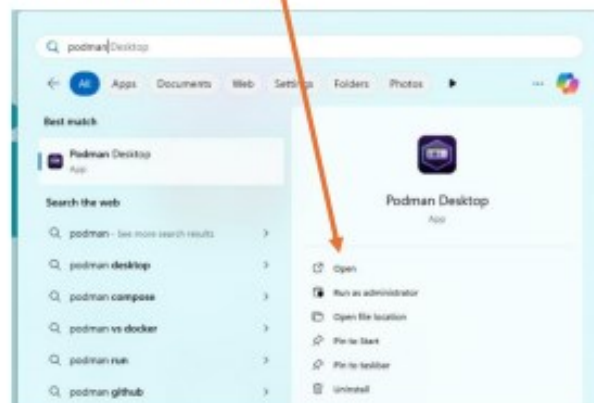 podman Desktop
All Apps Documents Web Settings Folders Photos
Best match
Podman Desktop
App
Search the web
podman - See more search results
podman desktop
podman compose
podman vs docker
podman run
podman github
Podman Desktop
App
Open
Run as administrator
Open file location
Pin to Start
Pin to taskbar
Uninstall